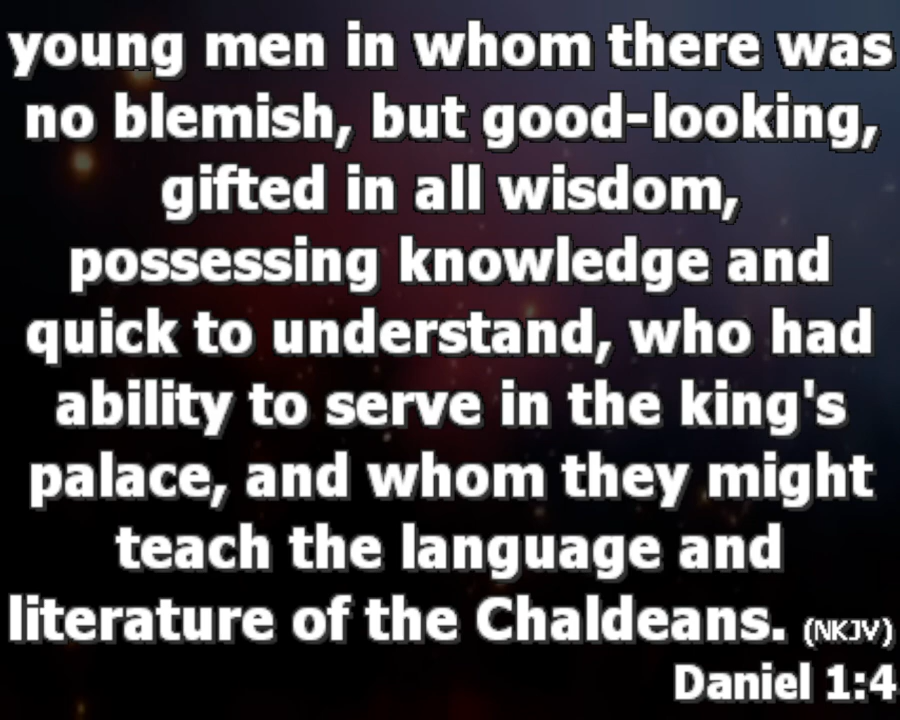 young men in whom there was
no blemish, but good-looking,
gifted in all wisdom,
possessing knowledge and
quick to understand, who had
ability to serve in the king's
palace, and whom they might
teach the language and
literature of the Chaldeans. (NKJV)
Daniel 1:4